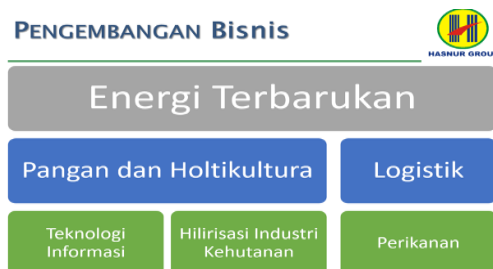 PENGEMBANGAN Bisnis
HASNUR GROU
Energi Terbarukan
Pangan dan Holtikultura
Logistik
Teknologi
Informasi
Hilirisasi Industri
Kehutanan
Perikanan